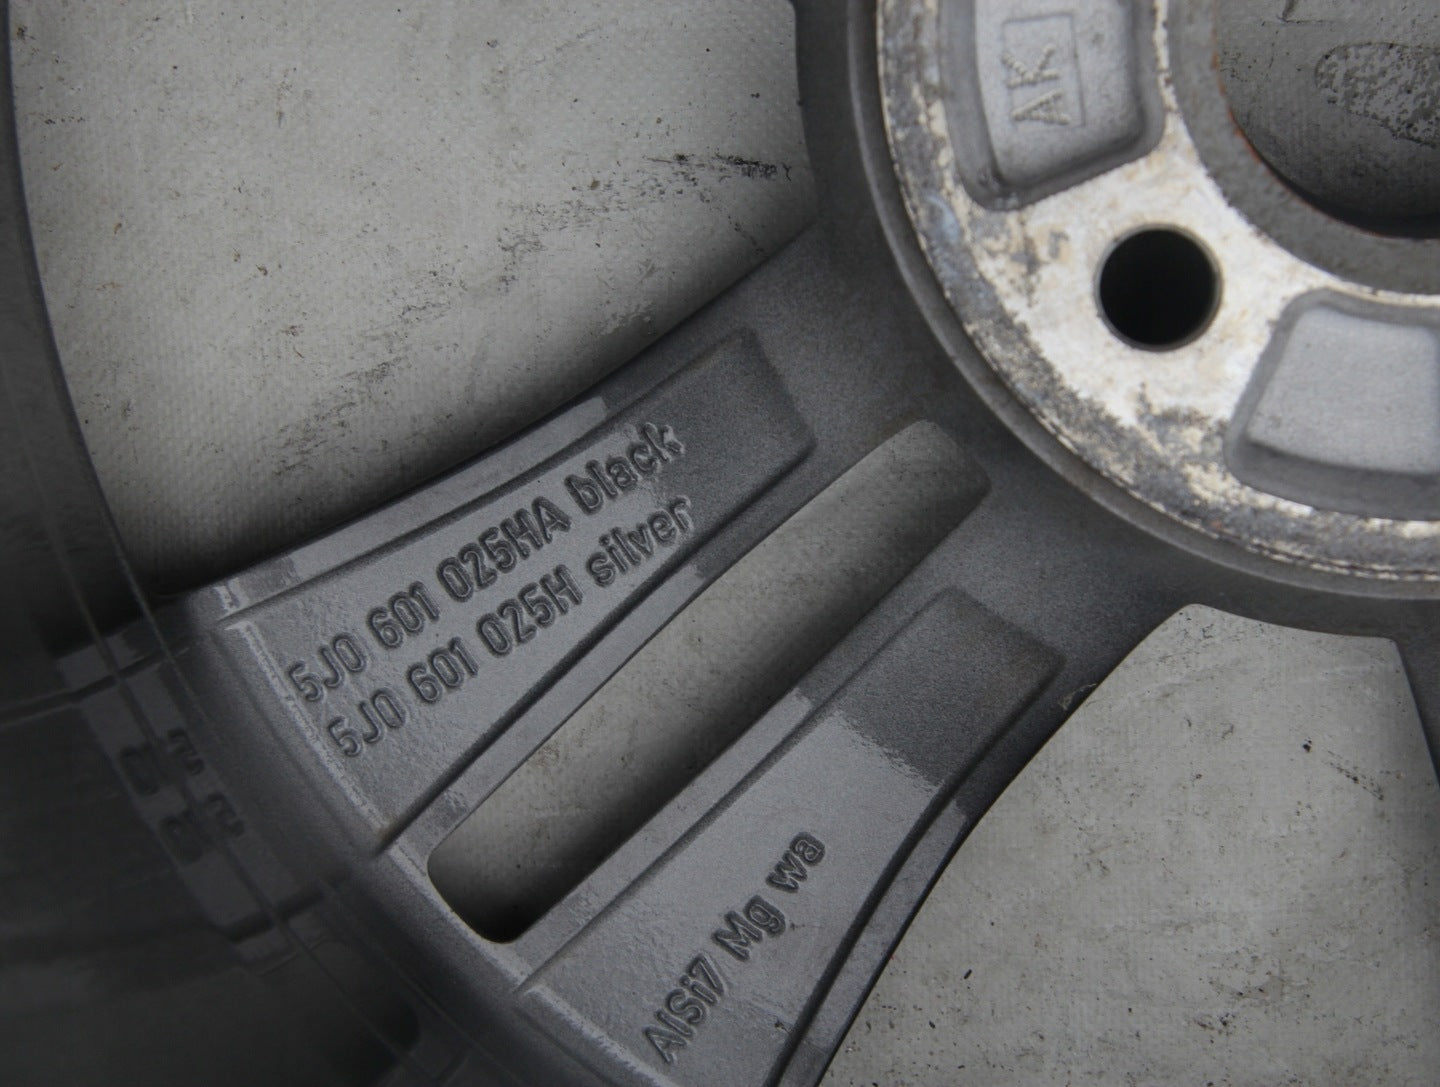 AK
5J0 601 025HA black
5J0 601 025H silver
AlSi7 Mg wa